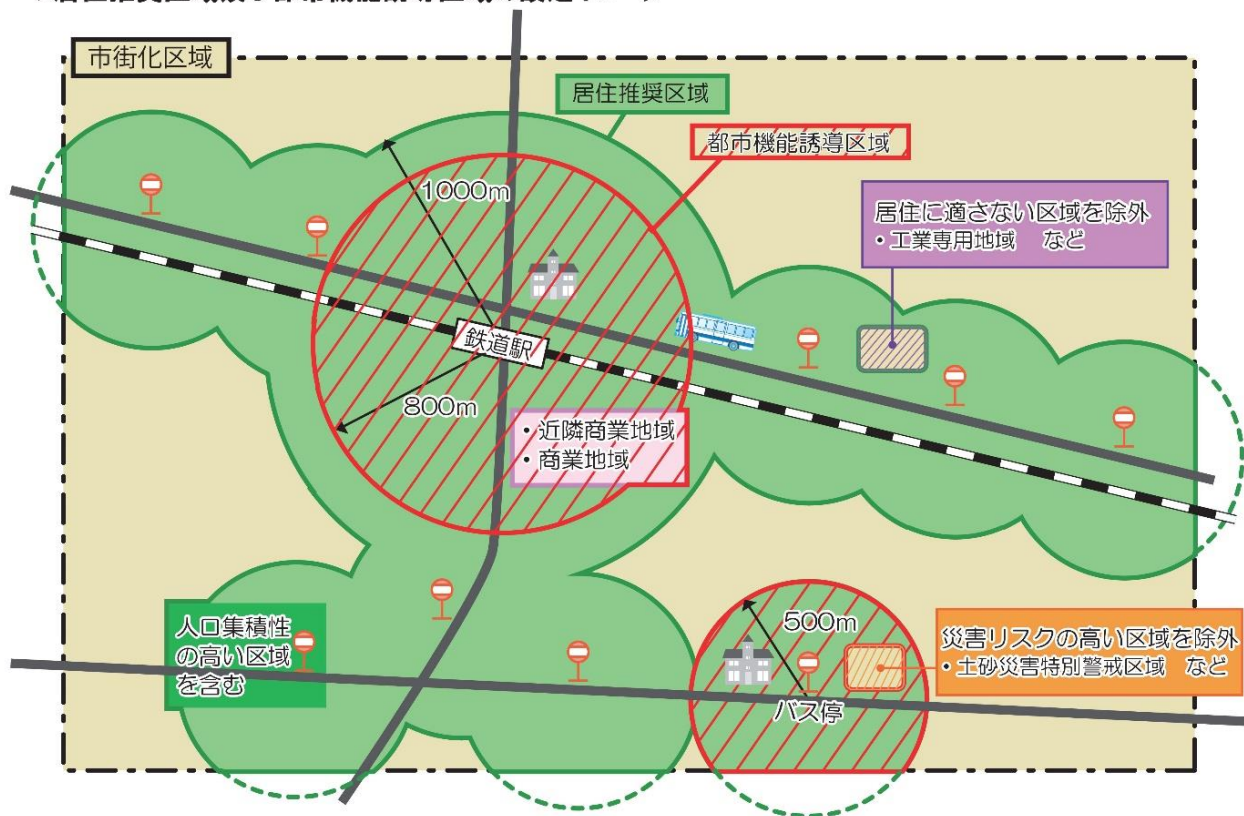 市街化区域
居住推奨区域
都市機能誘導区域
1000m
居住に適さない区域を除外
・工業専用地域 など
鉄道駅
800m
・近隣商業地域
・商業地域
人口集積性
の高い区域
を含む
500m
災害リスクの高い区域を除外
・土砂災害特別警戒区域 など
バス停